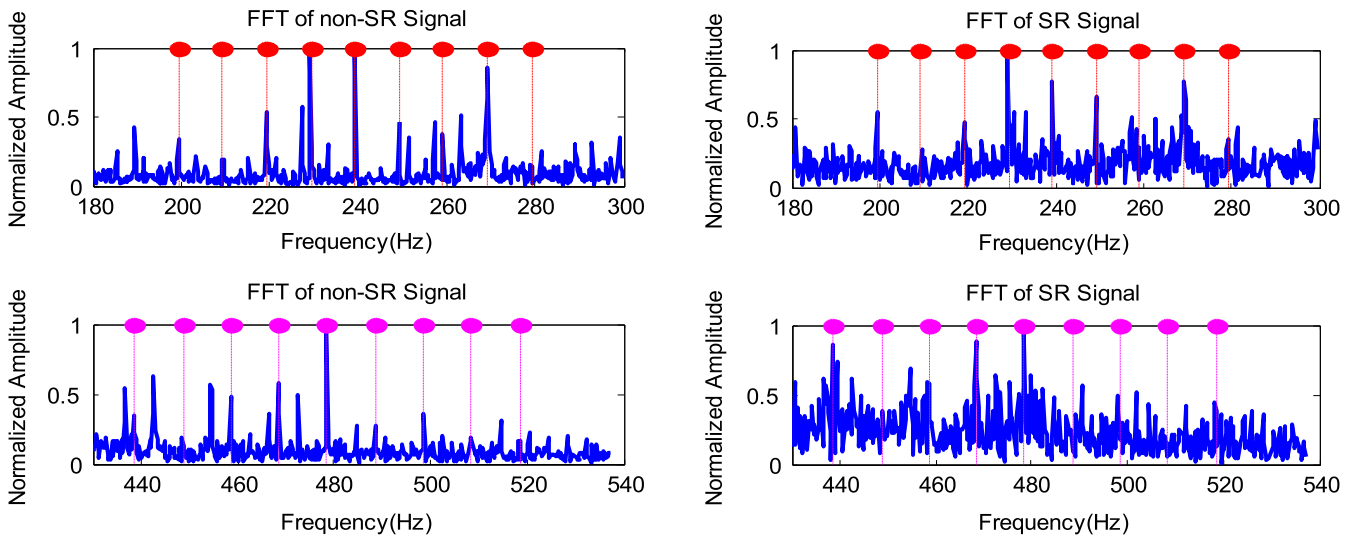 FFT of non-SR Signal
Normalized Amplitude
1
0.5
0
180 200 220 240 260 280 300
Frequency(Hz)
FFT of SR Signal
Normalized Amplitude
1
0.5
0
180 200 220 240 260 280 300
Frequency(Hz)
FFT of non-SR Signal
Normalized Amplitude
1
0.5
0
440 460 480 500 520 540
Frequency(Hz)
FFT of SR Signal
Normalized Amplitude
1
0.5
0
440 460 480 500 520 540
Frequency(Hz)